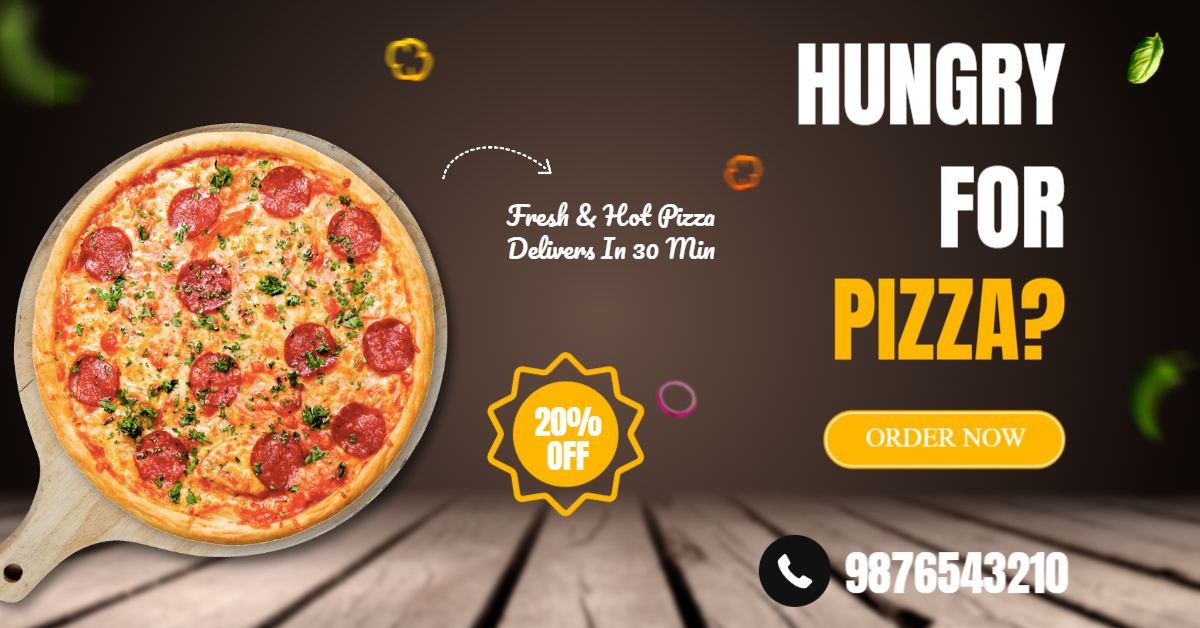 HUNGRY
FOR
PIZZA?
Fresh & Hot Pizza
Delivers In 30 Min
20%
OFF
ORDER NOW
9876543210